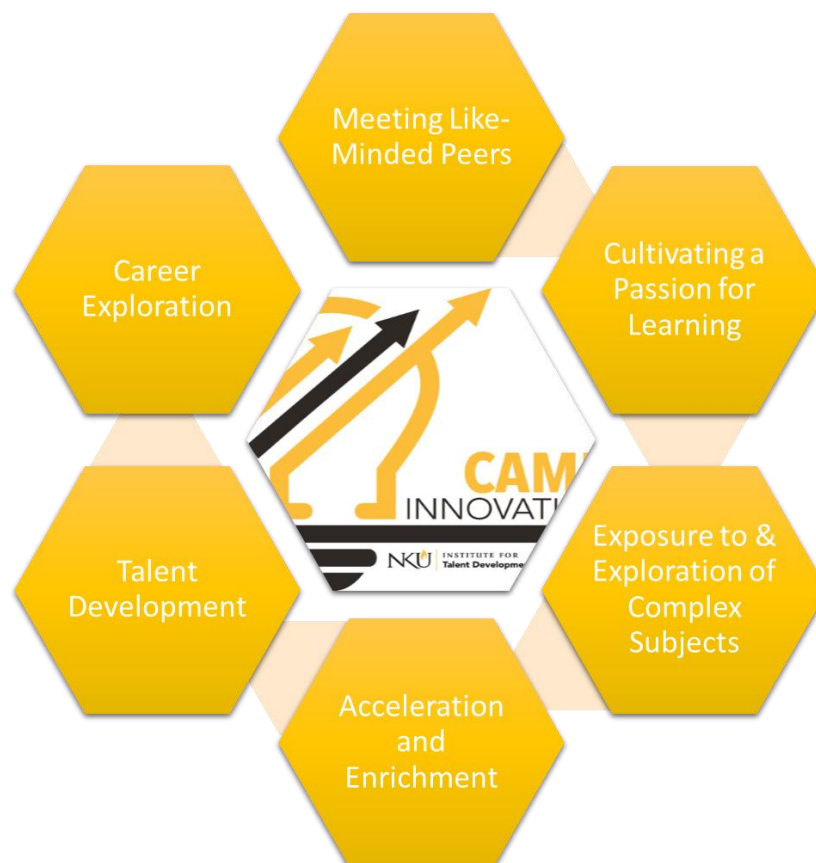 Meeting Like-
Minded Peers
Cultivating a
Passion for
Learning
Exposure to &
Exploration of
Complex
Subjects
Acceleration
and
Enrichment
Talent
Development
Career
Exploration
CAM
INNOVATI
NKU
INSTITUTE FOR
Talent Developme